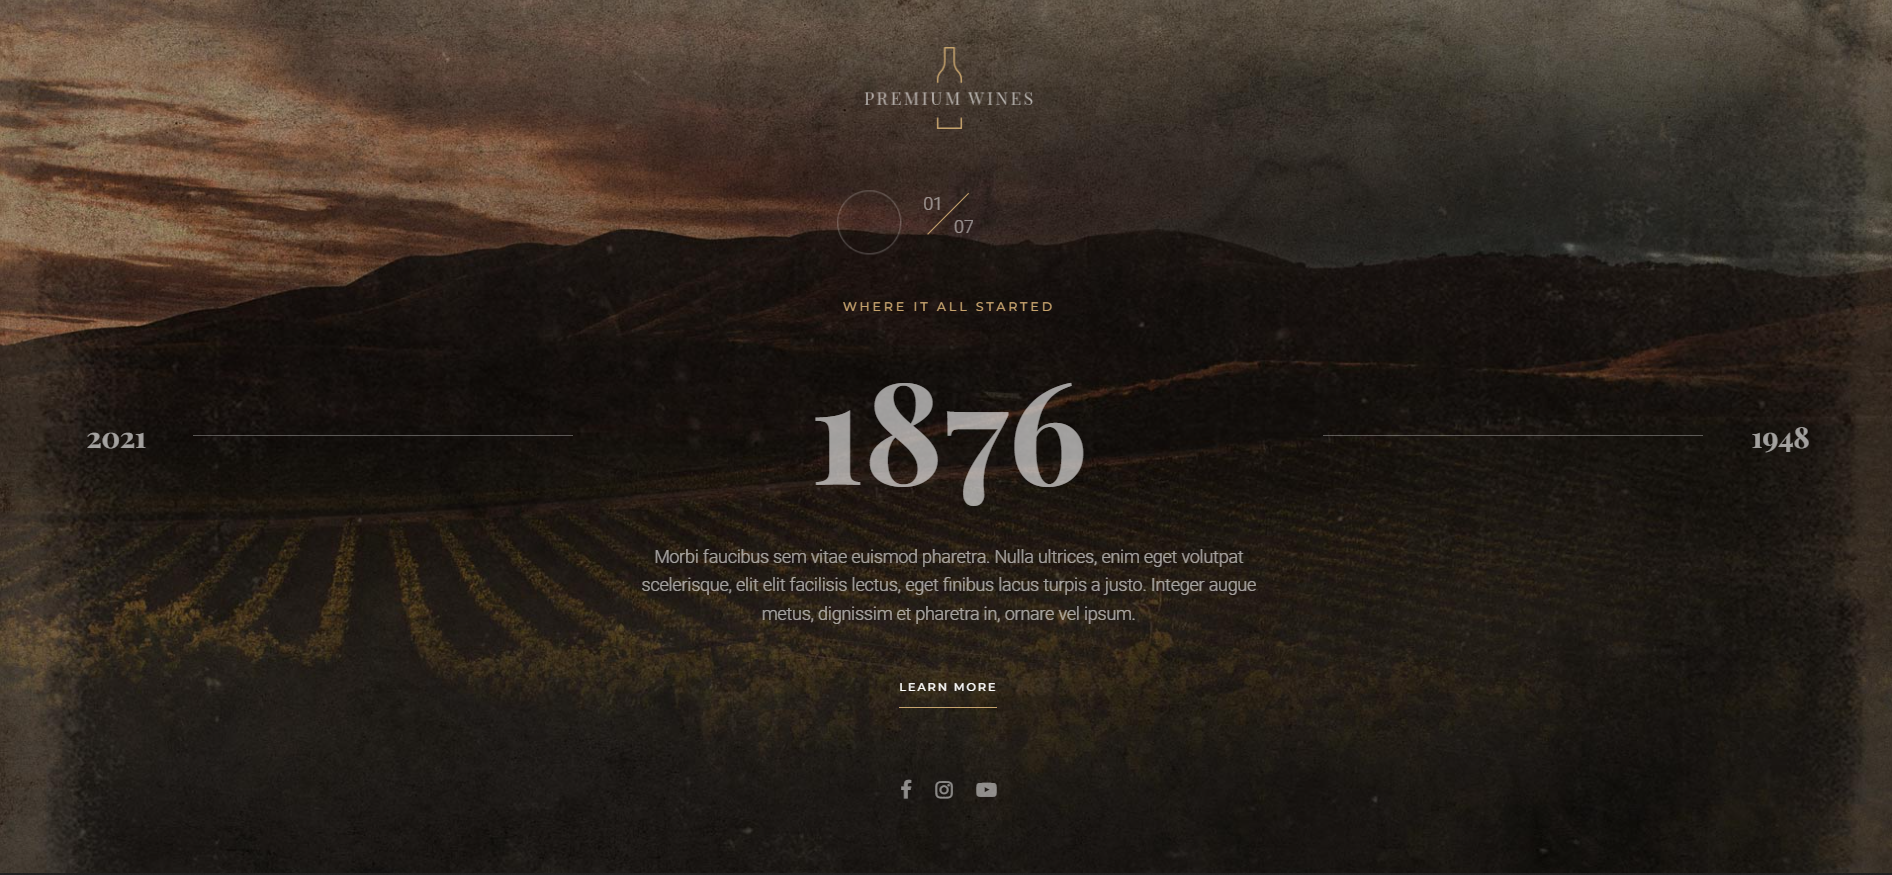 PREMIUM WINES
01
07
WHERE IT ALL STARTED
2021
1876
1948
Morbi faucibus sem vitae euismod pharetra. Nulla ultrices, enim eget volutpat
scelerisque, elit elit facilisis lectus, eget finibus lacus turpis a justo. Integer augue
metus, dignissim et pharetra in, ornare vel ipsum.
LEARN MORE